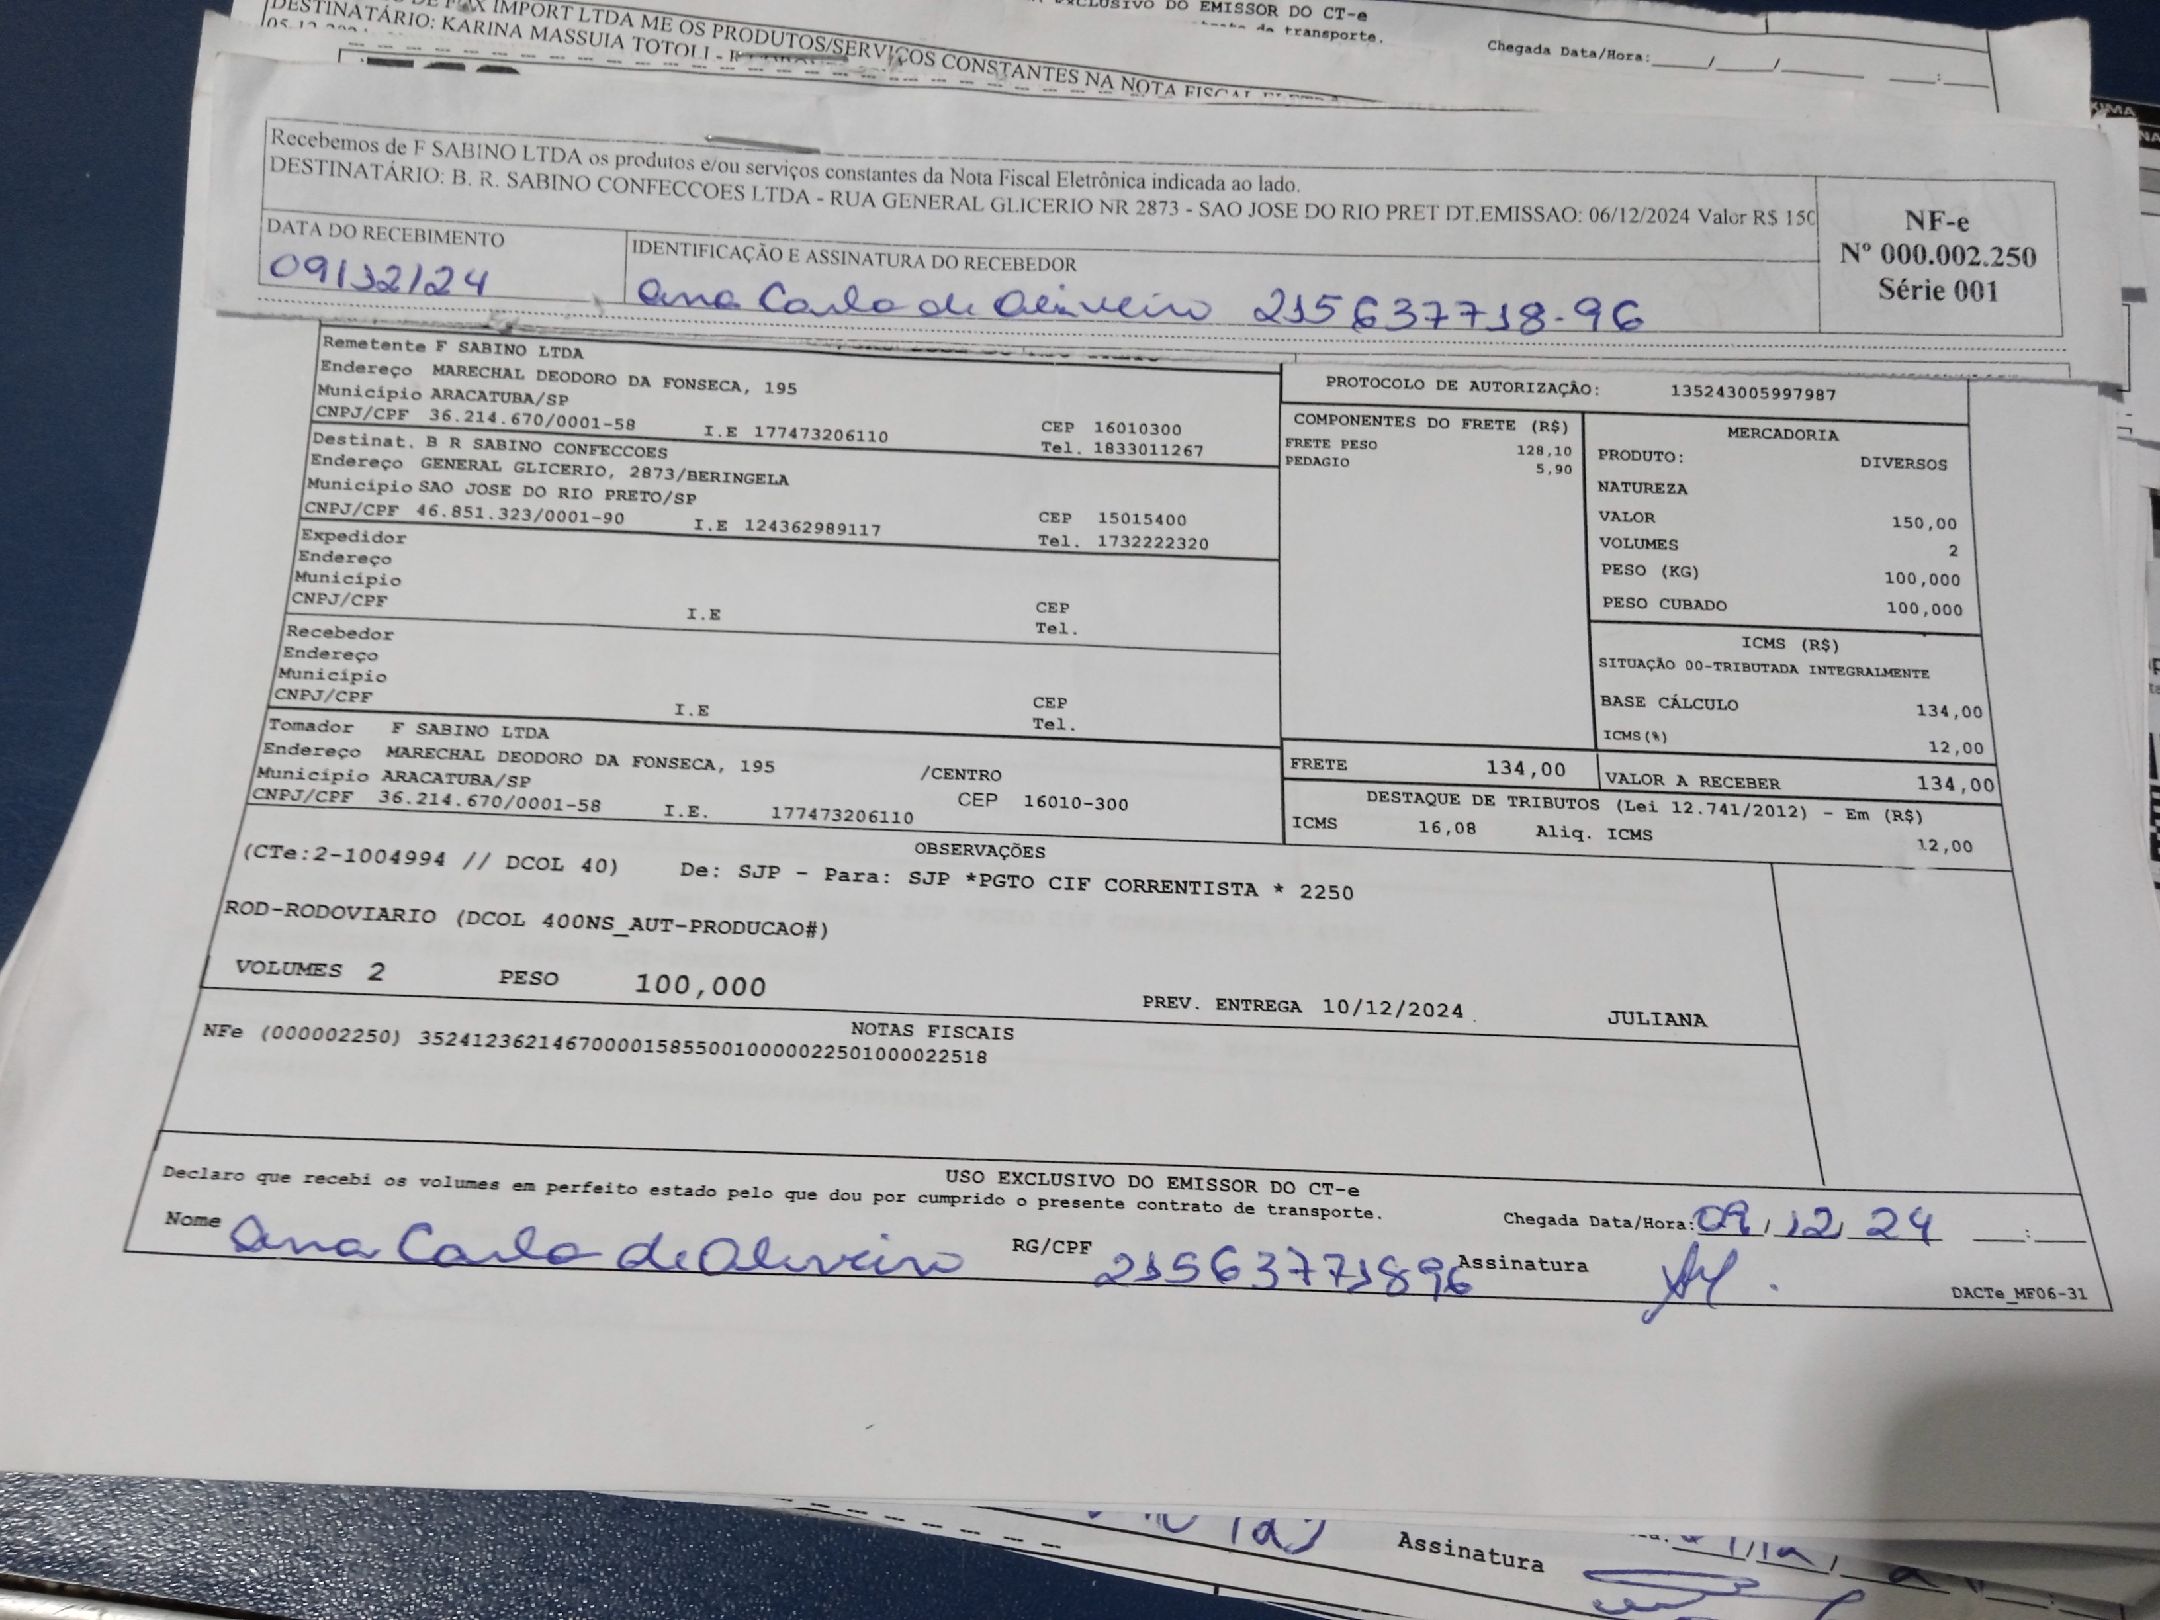 IMPORT LTDA ME OS PRODUTOS/SERVIÇOS CONSTANTES NA NOTA FISCAL
DESTINATÁRIO: KARINA MASSUIA TOTOLI -
DO EMISSOR DO CT-e
de transporte.
Chegada Data/Hora:____/____/____ __:__
Recebemos de F SABINO LTDA os produtos e/ou serviços constantes da Nota Fiscal Eletrônica indicada ao lado.
DESTINATÁRIO: B. R. SABINO CONFECCOES LTDA - RUA GENERAL GLICERIO NR 2873 - SAO JOSE DO RIO PRET DT.EMISSAO: 06/12/2024 Valor R$ 150
NF-e
Nº 000.002.250
Série 001
DATA DO RECEBIMENTO
09/12/24
IDENTIFICAÇÃO E ASSINATURA DO RECEBEDOR
Ana Carla de Oliveira 215637718-96
Remetente F SABINO LTDA
Endereço MARECHAL DEODORO DA FONSECA, 195
Município ARACATUBA/SP CEP 16010300
CNPJ/CPF 36.214.670/0001-58 I.E 177473206110 Tel. 1833011267
Destinat. B R SABINO CONFECCOES
Endereço GENERAL GLICERIO, 2873/BERINGELA
Município SAO JOSE DO RIO PRETO/SP CEP 15015400
CNPJ/CPF 46.851.323/0001-90 I.E 124362989117 Tel. 1732222320
Expedidor
Endereço
Município CEP
CNPJ/CPF I.E Tel.
Recebedor
Endereço
Município CEP
CNPJ/CPF I.E Tel.
Tomador F SABINO LTDA
Endereço MARECHAL DEODORO DA FONSECA, 195 /CENTRO
Município ARACATUBA/SP CEP 16010-300
CNPJ/CPF 36.214.670/0001-58 I.E. 177473206110
PROTOCOLO DE AUTORIZAÇÃO: 135243005997987
COMPONENTES DO FRETE (R$)
FRETE PESO 128,10
PEDAGIO 5,90
MERCADORIA
PRODUTO: DIVERSOS
NATUREZA
VALOR 150,00
VOLUMES 2
PESO (KG) 100,000
PESO CUBADO 100,000
ICMS (R$)
SITUAÇÃO 00-TRIBUTADA INTEGRALMENTE
BASE CÁLCULO 134,00
ICMS(%) 12,00
FRETE 134,00 VALOR A RECEBER 134,00
DESTAQUE DE TRIBUTOS (Lei 12.741/2012) - Em (R$)
ICMS 16,08 Aliq. ICMS 12,00
OBSERVAÇÕES
(CTe:2-1004994 // DCOL 40) De: SJP - Para: SJP *PGTO CIF CORRENTISTA * 2250
ROD-RODOVIARIO (DCOL 400NS_AUT-PRODUCAO#)
VOLUMES 2 PESO 100,000 PREV. ENTREGA 10/12/2024 JULIANA
NOTAS FISCAIS
NFe (000002250) 35241236214670000158550010000022501000022518
USO EXCLUSIVO DO EMISSOR DO CT-e
Declaro que recebi os volumes em perfeito estado pelo que dou por cumprido o presente contrato de transporte.
Chegada Data/Hora: 09/12/24 __:__
Nome Ana Carla de Oliveira RG/CPF 21563771896 Assinatura
DACTe_MF06-31
Assinatura